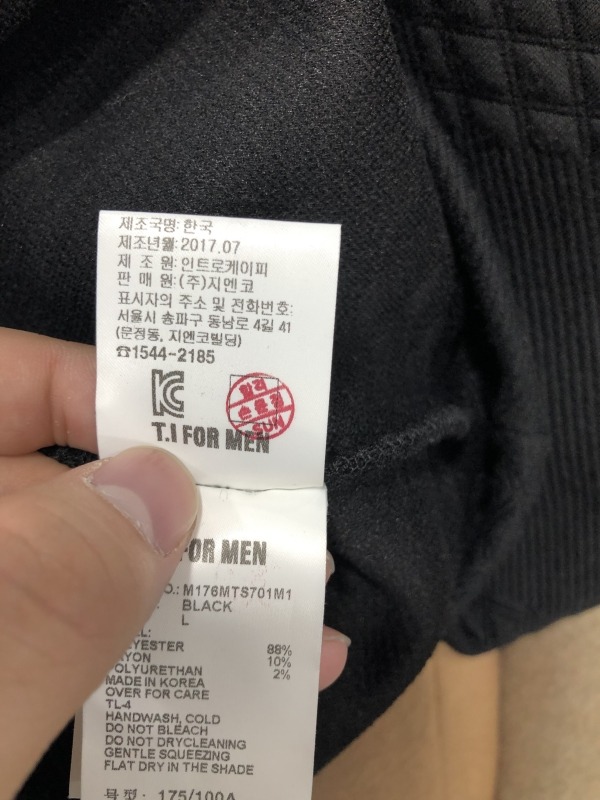 제조국명:한국
제조년월:2017.07
제 조 원:인트로케이피
판 매 원:(주)지엔코
표시자의 주소 및 전화번호:
서울시 송파구 동남로 4길 41
(문정동, 지엔코빌딩)
☎1544-2185
T.I FOR MEN
FOR MEN
O.: M176MTS701M1
: BLACK
L
L:
YESTER 88%
YON 10%
OLYURETHAN 2%
MADE IN KOREA
OVER FOR CARE
TL-4
HANDWASH, COLD
DO NOT BLEACH
DO NOT DRYCLEANING
GENTLE SQUEEZING
FLAT DRY IN THE SHADE
175/100A